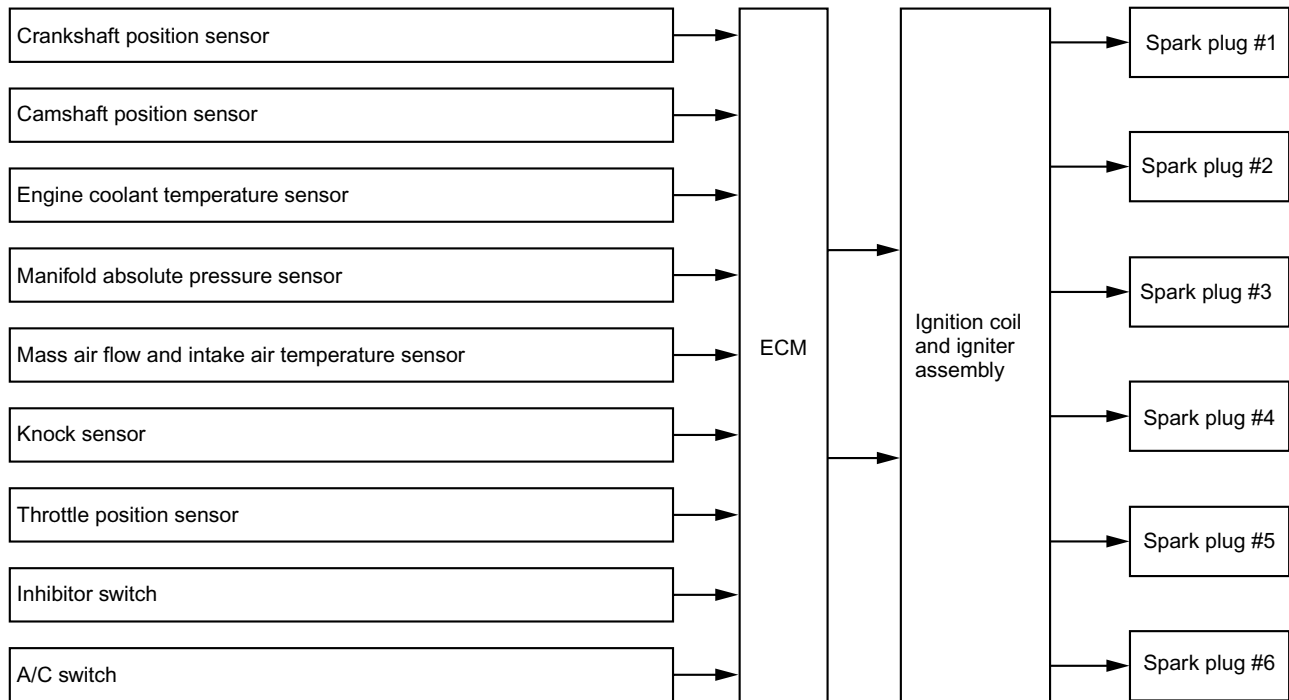 Crankshaft position sensor
Camshaft position sensor
Engine coolant temperature sensor
Manifold absolute pressure sensor
Mass air flow and intake air temperature sensor
Knock sensor
Throttle position sensor
Inhibitor switch
A/C switch
ECM
Ignition coil
and igniter
assembly
Spark plug #1
Spark plug #2
Spark plug #3
Spark plug #4
Spark plug #5
Spark plug #6